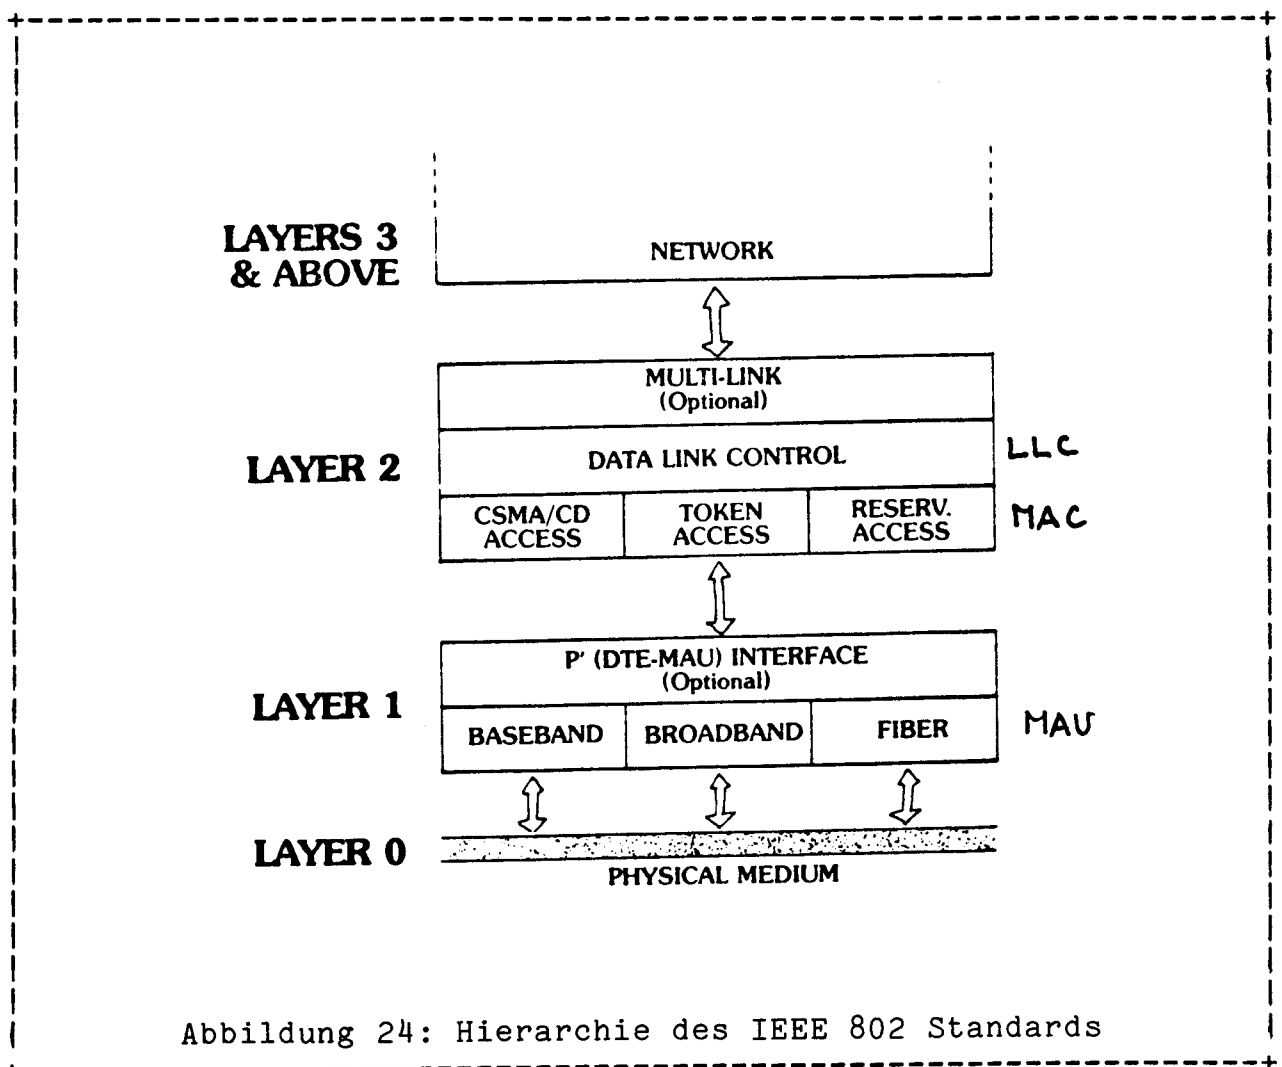 LAYERS 3
& ABOVE
NETWORK
MULTI-LINK
(Optional)
LAYER 2
DATA LINK CONTROL
LLC
CSMA/CD
ACCESS
TOKEN
ACCESS
RESERV.
ACCESS
MAC
P' (DTE-MAU) INTERFACE
(Optional)
LAYER 1
BASEBAND
BROADBAND
FIBER
MAU
LAYER 0
PHYSICAL MEDIUM
Abbildung 24: Hierarchie des IEEE 802 Standards